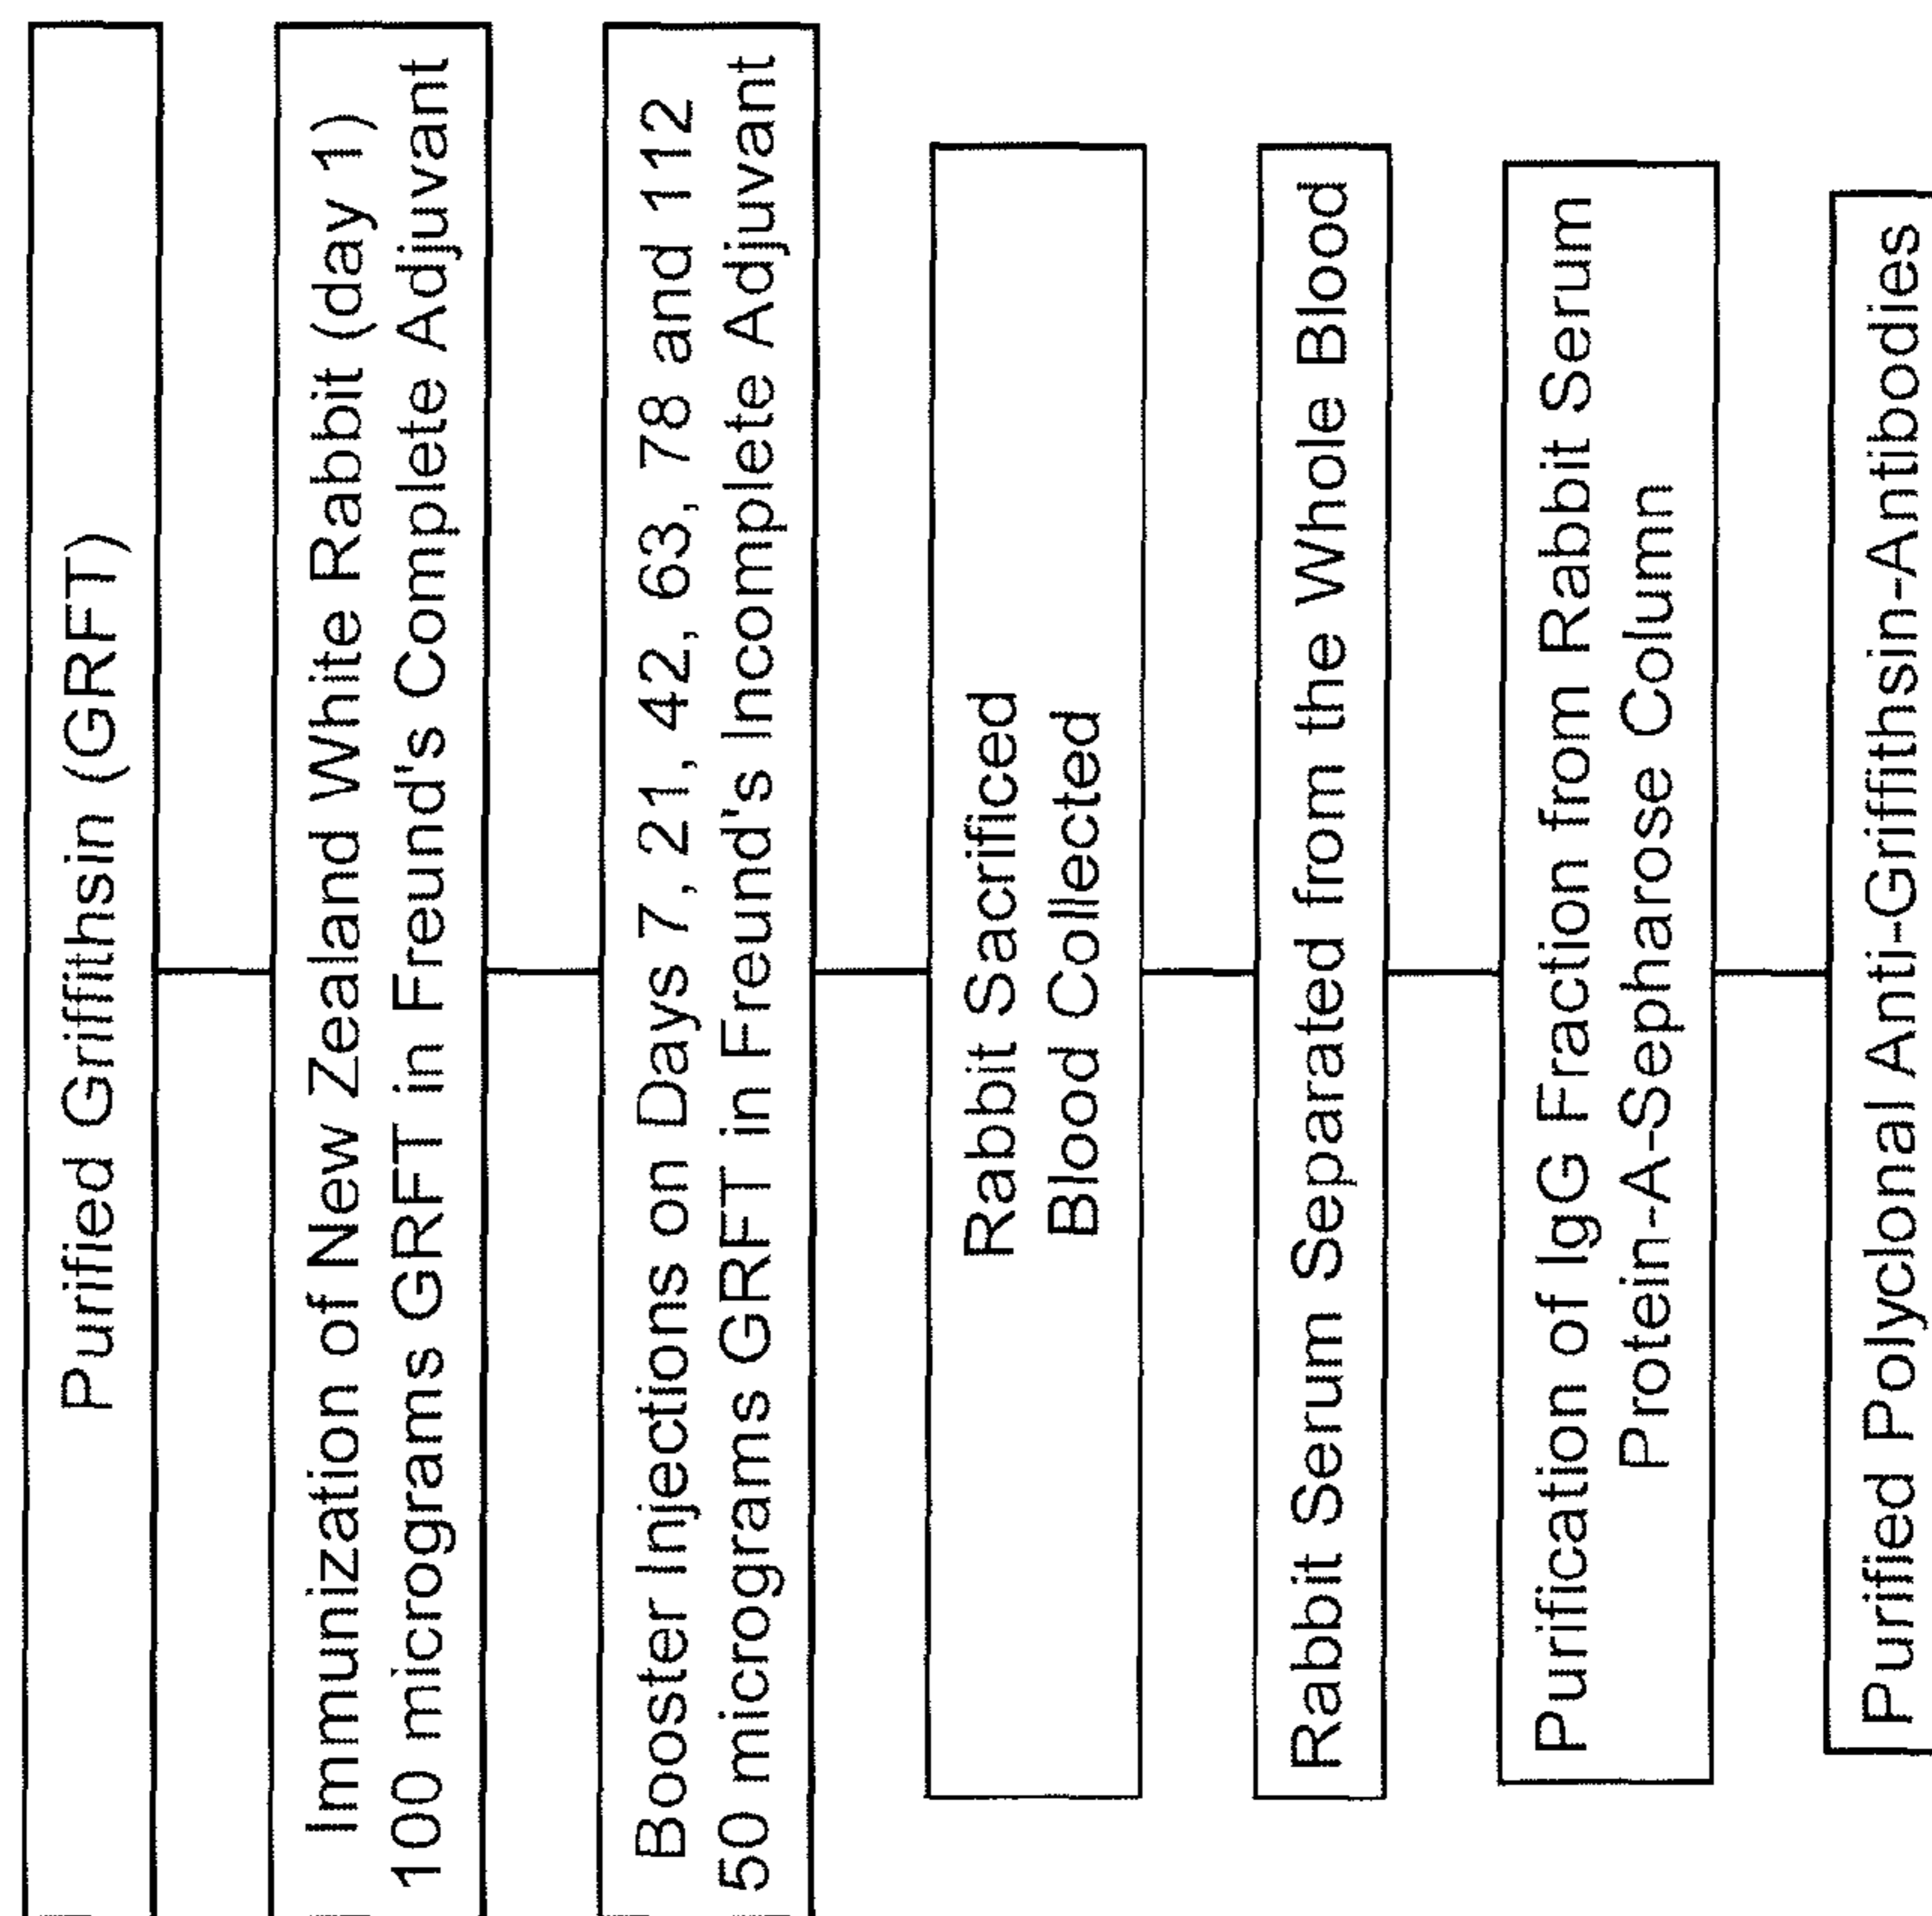 Purified Griffithsin (GRFT)
Immunization of New Zealand White Rabbit (day 1)
100 micrograms GRFT in Freund's Complete Adjuvant
Booster Injections on Days 7, 21, 42, 63, 78 and 112
50 micrograms GRFT in Freund's Incomplete Adjuvant
Rabbit Sacrificed
Blood Collected
Rabbit Serum Separated from the Whole Blood
Purification of IgG Fraction from Rabbit Serum
Protein-A-Sepharose Column
Purified Polyclonal Anti-Griffithsin-Antibodies